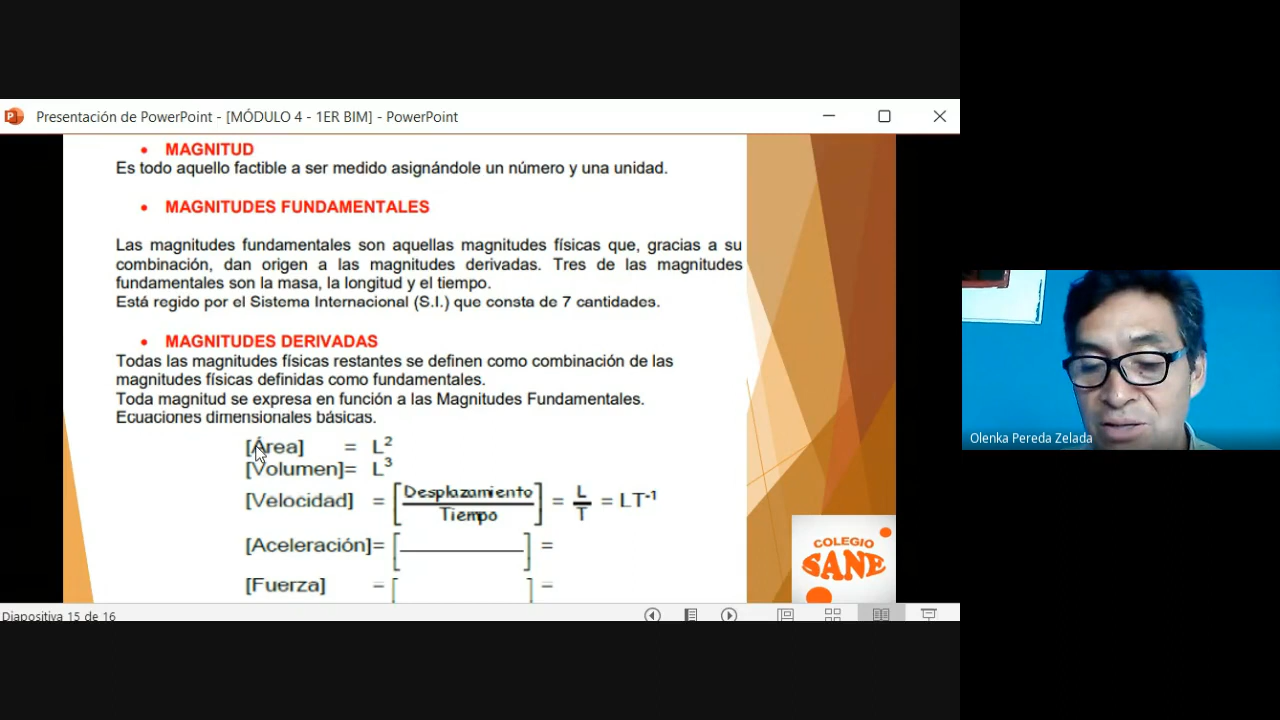 Presentación de PowerPoint - [MÓDULO 4 - 1ER BIM] - PowerPoint
• MAGNITUD
Es todo aquello factible a ser medido asignándole un número y una unidad.
• MAGNITUDES FUNDAMENTALES
Las magnitudes fundamentales son aquellas magnitudes físicas que, gracias a su
combinación, dan origen a las magnitudes derivadas. Tres de las magnitudes
fundamentales son la masa, la longitud y el tiempo.
Está regido por el Sistema Internacional (S.I.) que consta de 7 cantidades.
• MAGNITUDES DERIVADAS
Todas las magnitudes físicas restantes se definen como combinación de las
magnitudes físicas definidas como fundamentales.
Toda magnitud se expresa en función a las Magnitudes Fundamentales.
Ecuaciones dimensionales básicas.
[Área] = L²
[Volumen]= L³
[Velocidad] = [Desplazamiento / Tiempo] = L / T = LT⁻¹
[Aceleración]= [ ] =
[Fuerza] = [ ] =
COLEGIO
SANE
Diapositiva 15 de 16
Olenka Pereda Zelada